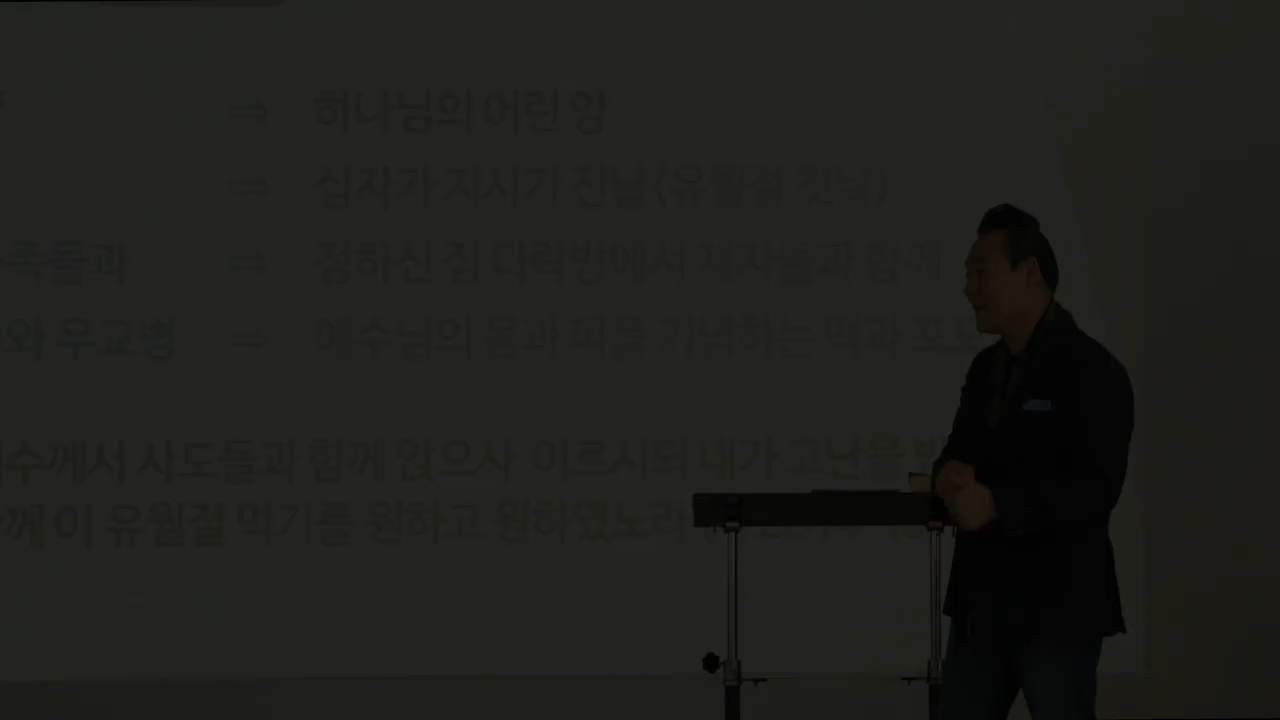 ⇒ 하나님의 어린 양
⇒ 십자가 지시기 전날 (유월절 첫날)
족들과 ⇒ 정하신 집 다락방에서 제자들과 함께
와 무교병 ⇒ 예수님의 몸과 피를 기념하는 떡과
수께서 사도들과 함께 앉으사 이르시되 내가 고난을
께 이 유월절 먹기를 원하고 원하였노라